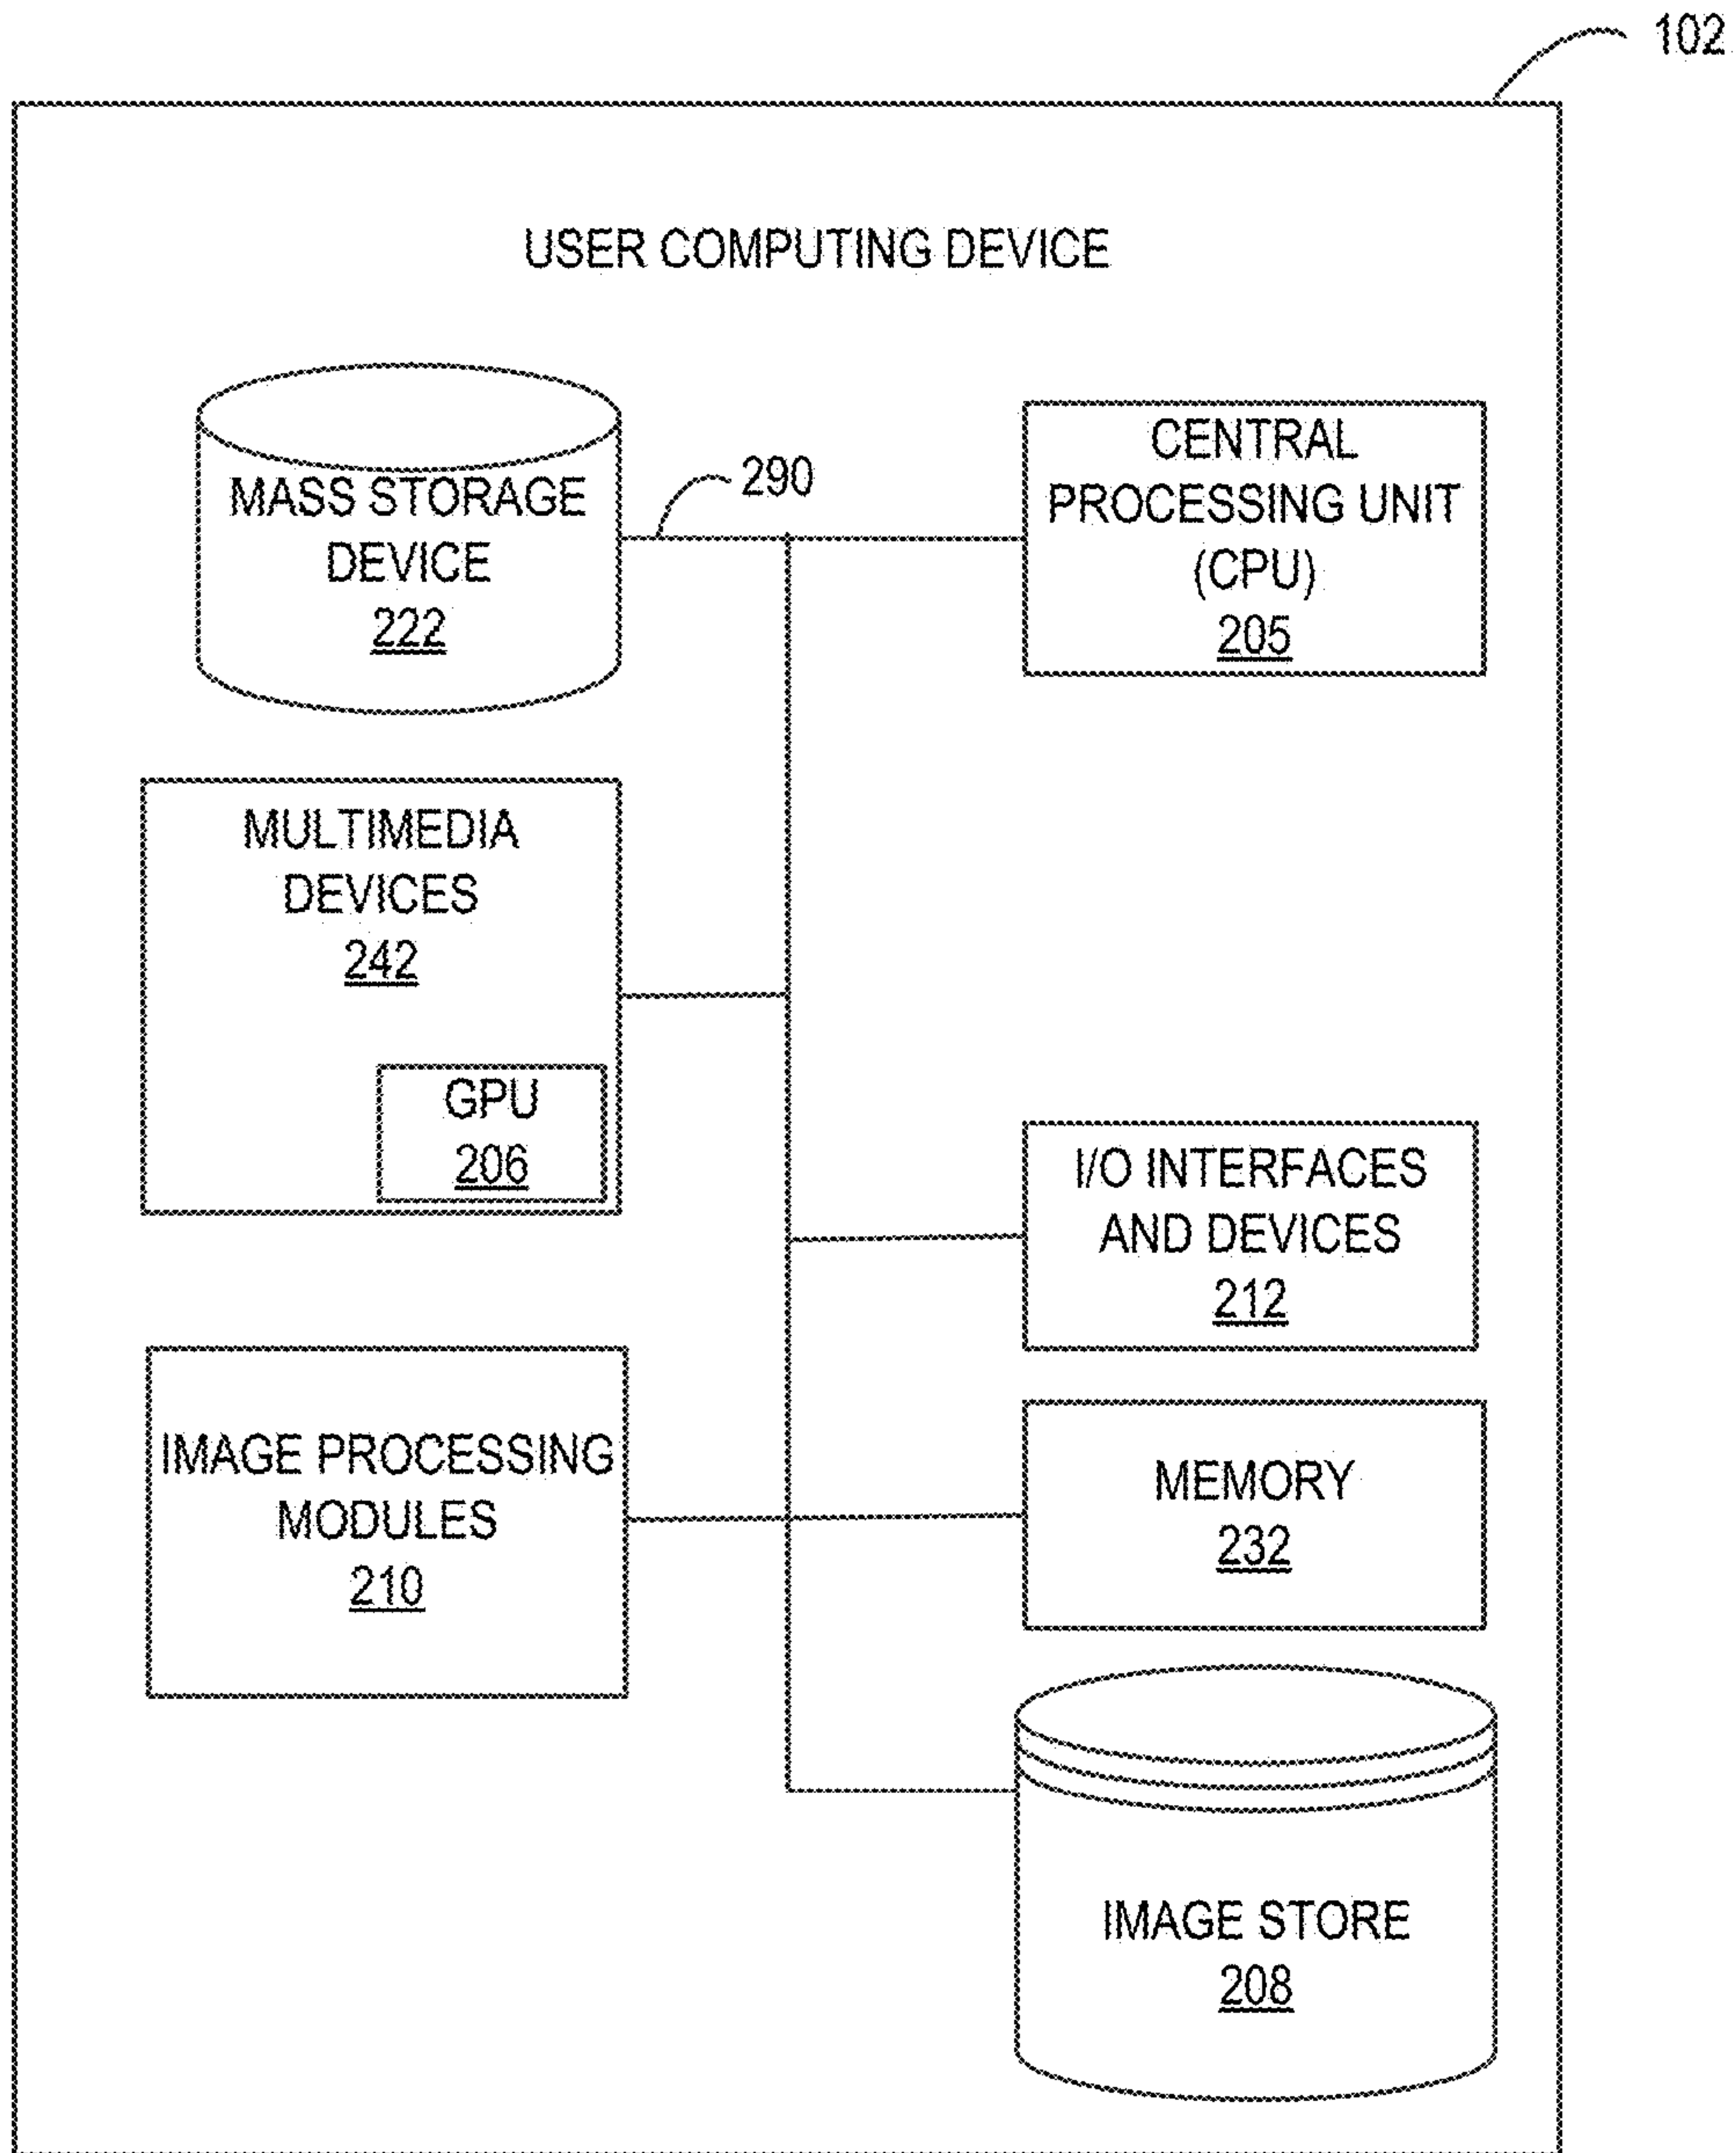 102
USER COMPUTING DEVICE
MASS STORAGE
DEVICE
222
290
CENTRAL
PROCESSING UNIT
(CPU)
205
MULTIMEDIA
DEVICES
242
GPU
206
I/O INTERFACES
AND DEVICES
212
IMAGE PROCESSING
MODULES
210
MEMORY
232
IMAGE STORE
208